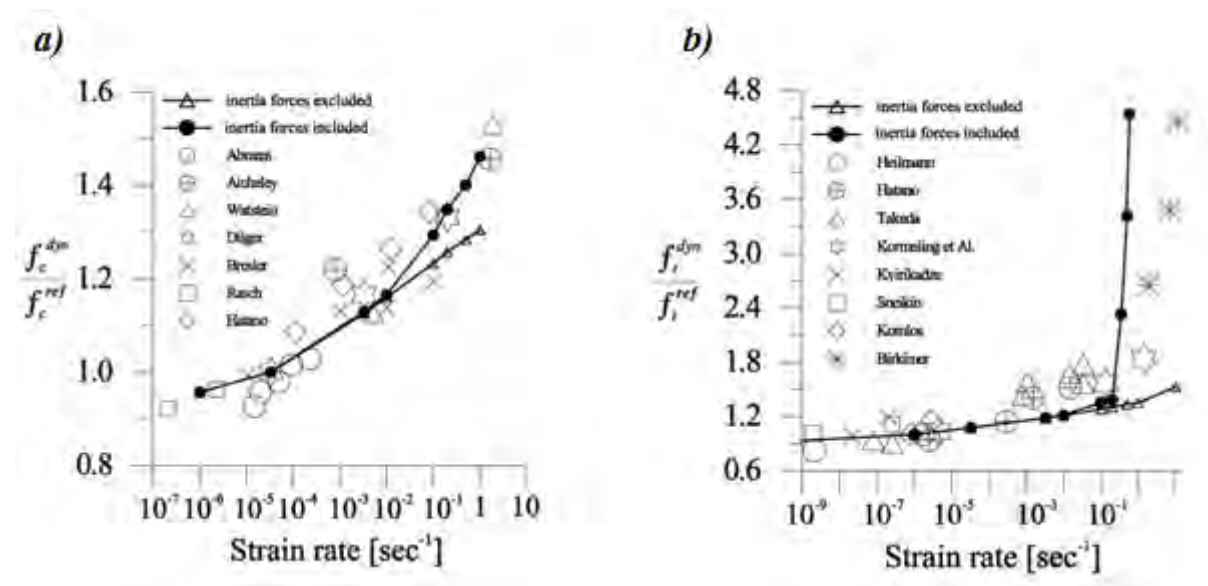 a)
1.6
1.4
1.2
1.0
0.8
f_c^{dyn}
f_c^{ref}
inertia forces excluded
inertia forces included
Abrams
Watstein
Dilger
Bresler
Rasch
Hatano
10⁻⁷ 10⁻⁶ 10⁻⁵ 10⁻⁴ 10⁻³ 10⁻² 10⁻¹ 1 10
Strain rate [sec⁻¹]
b)
4.8
4.2
3.6
3.0
2.4
1.8
1.2
0.6
f_t^{dyn}
f_t^{ref}
inertia forces excluded
inertia forces included
Heilmann
Hatano
Takeda
Kormeling et Al.
Komlos
Birkimer
10⁻⁹ 10⁻⁷ 10⁻⁵ 10⁻³ 10⁻¹
Strain rate [sec⁻¹]